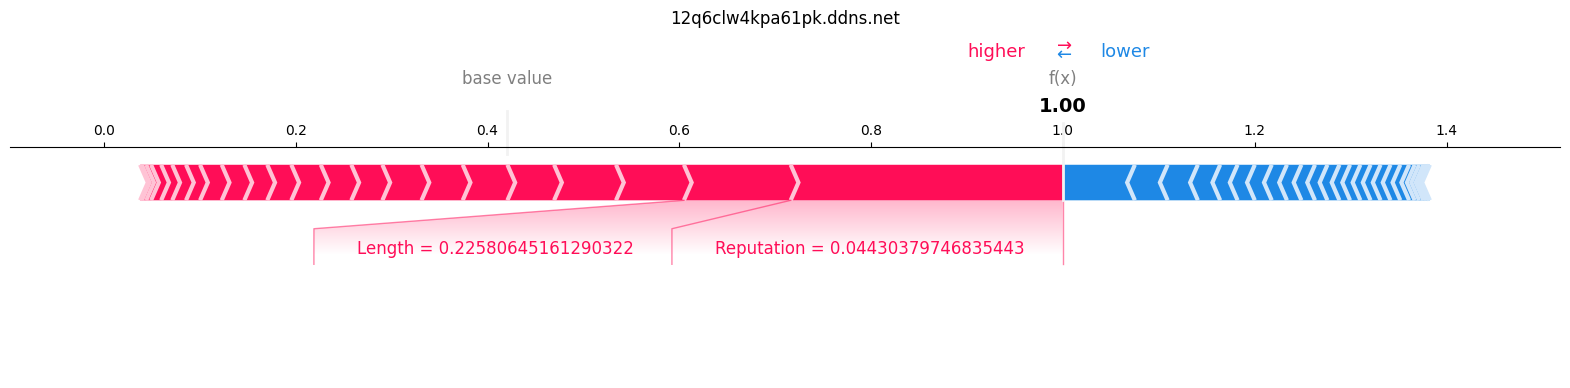 12q6clw4kpa61pk.ddns.net
higher ⇄ lower
base value f(x)
1.00
0.0 0.2 0.4 0.6 0.8 1.0 1.2 1.4
Length = 0.22580645161290322 Reputation = 0.04430379746835443